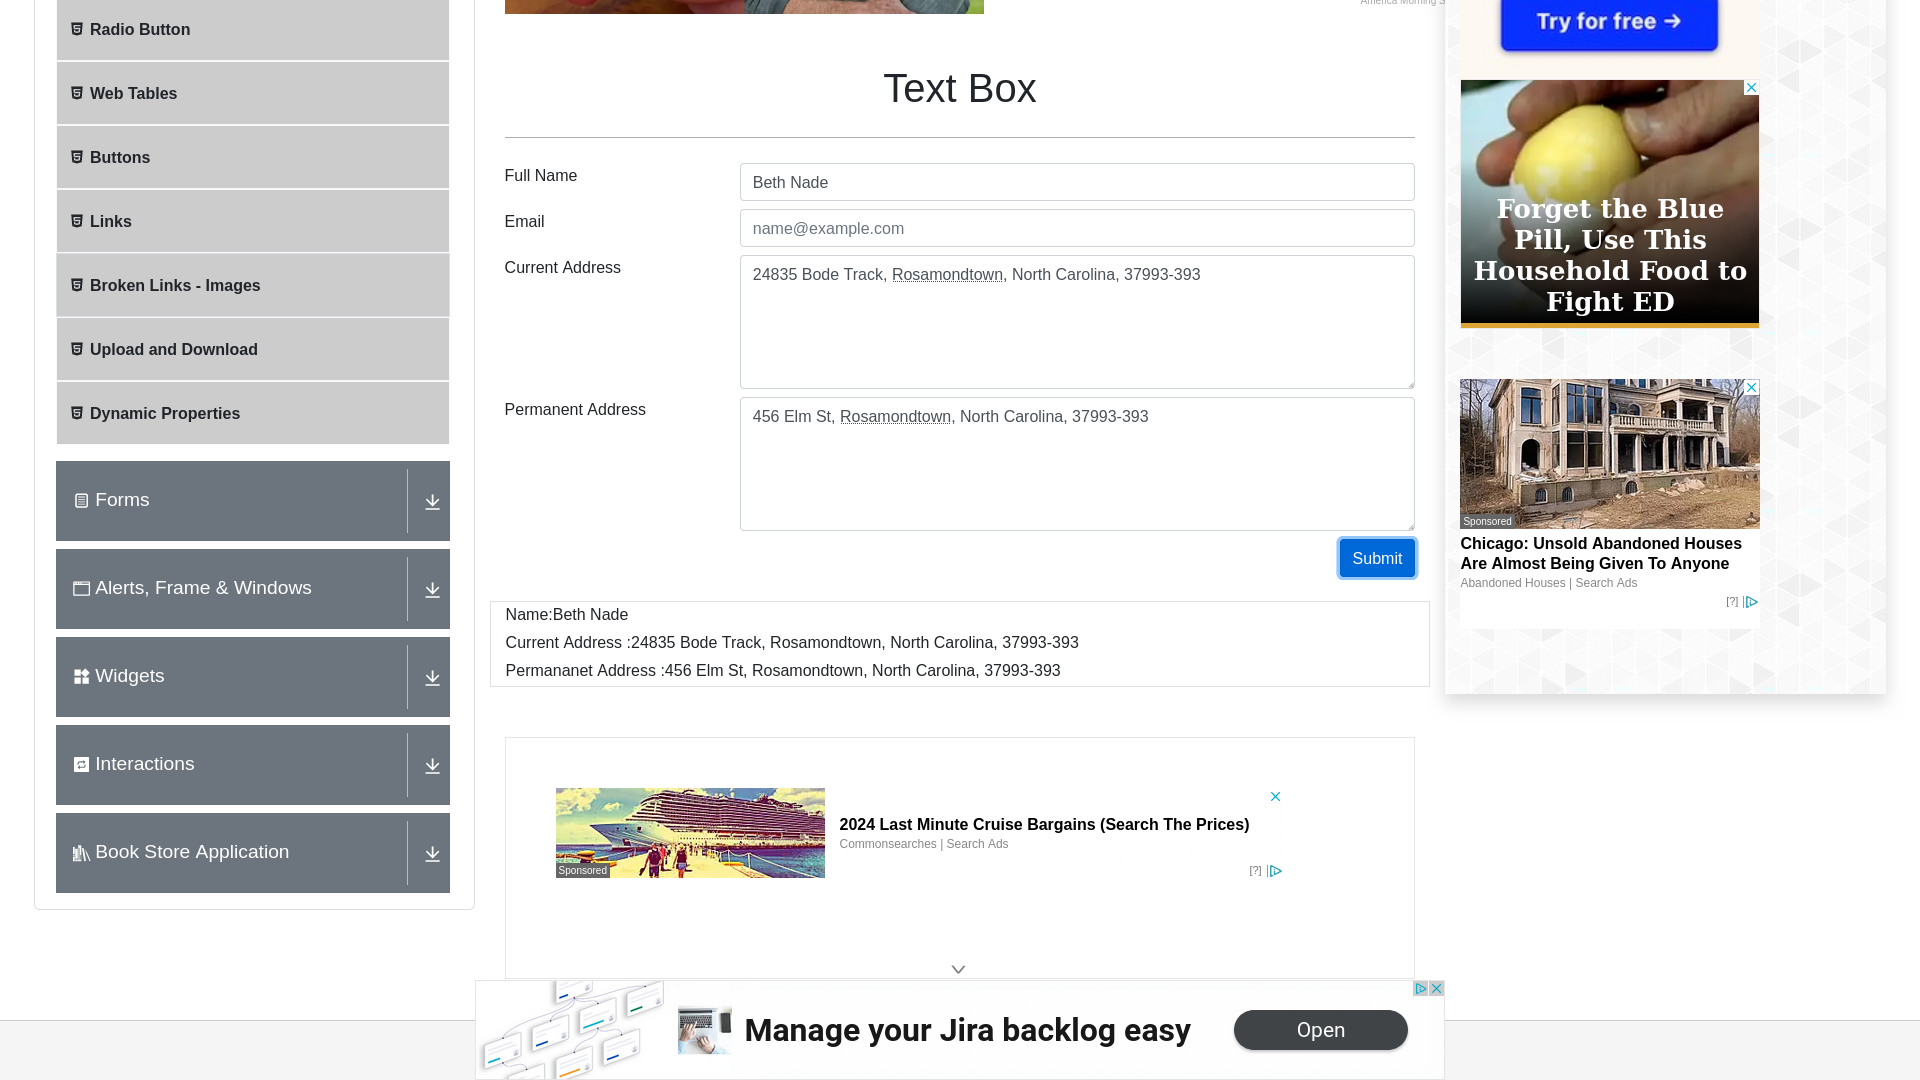 Radio Button
Web Tables
Buttons
Links
Broken Links - Images
Upload and Download
Dynamic Properties
Forms
Alerts, Frame & Windows
Widgets
Interactions
Book Store Application
Text Box
Full Name
Beth Nade
Email
name@example.com
Current Address
24835 Bode Track, Rosamondtown, North Carolina, 37993-393
Permanent Address
456 Elm St, Rosamondtown, North Carolina, 37993-393
Submit
Name:Beth Nade
Current Address :24835 Bode Track, Rosamondtown, North Carolina, 37993-393
Permananet Address :456 Elm St, Rosamondtown, North Carolina, 37993-393
Sponsored
2024 Last Minute Cruise Bargains (Search The Prices)
Commonsearches | Search Ads
[?]
Manage your Jira backlog easy
Open
America Morning
Try for free →
Forget the Blue
Pill, Use This
Household Food to
Fight ED
Sponsored
Chicago: Unsold Abandoned Houses
Are Almost Being Given To Anyone
Abandoned Houses | Search Ads
[?]